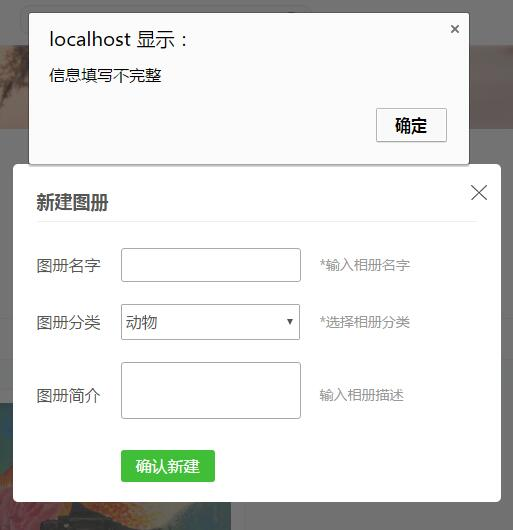 localhost 显示：
信息填写不完整
确定
新建图册
图册名字 *输入相册名字
图册分类 动物 *选择相册分类
图册简介 输入相册描述
确认新建